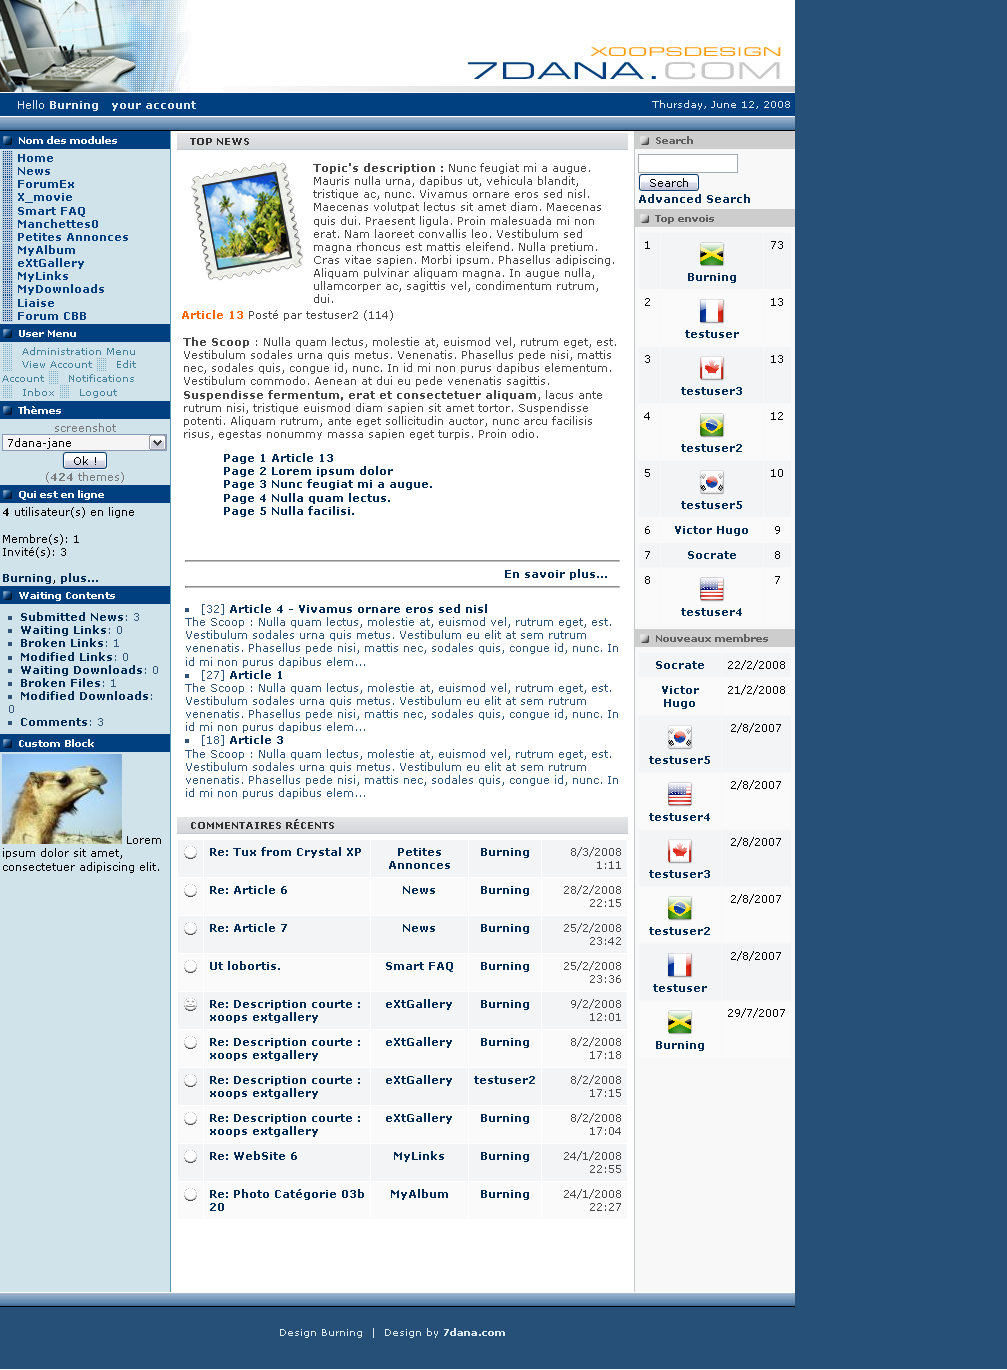 XOOPSDESIGN
7DANA.COM
Hello Burning your account
Thursday, June 12, 2008
Nom des modules
Home
News
ForumEx
X_movie
Smart FAQ
Manchettes0
Petites Annonces
MyAlbum
eXtGallery
MyLinks
MyDownloads
Liaise
Forum CBB
User Menu
Administration Menu
View Account Edit
Account Notifications
Inbox Logout
Thèmes
screenshot
7dana-jane
Ok !
(424 themes)
Qui est en ligne
4 utilisateur(s) en ligne
Membre(s): 1
Invité(s): 3
Burning, plus...
Waiting Contents
Submitted News: 3
Waiting Links: 0
Broken Links: 1
Modified Links: 0
Waiting Downloads: 0
Broken Files: 1
Modified Downloads:
0
Comments: 3
Custom Block
Lorem
ipsum dolor sit amet,
consectetuer adipiscing elit.
TOP NEWS
Topic's description : Nunc feugiat mi a augue.
Mauris nulla urna, dapibus ut, vehicula blandit,
tristique ac, nunc. Vivamus ornare eros sed nisl.
Maecenas volutpat lectus sit amet diam. Maecenas
quis dui. Praesent ligula. Proin malesuada mi non
erat. Nam laoreet convallis leo. Vestibulum sed
magna rhoncus est mattis eleifend. Nulla pretium.
Cras vitae sapien. Morbi ipsum. Phasellus adipiscing.
Aliquam pulvinar aliquam magna. In augue nulla,
ullamcorper ac, sagittis vel, condimentum rutrum,
dui.
Article 13 Posté par testuser2 (114)
The Scoop : Nulla quam lectus, molestie at, euismod vel, rutrum eget, est.
Vestibulum sodales urna quis metus. Venenatis. Phasellus pede nisi, mattis
nec, sodales quis, congue id, nunc. In id mi non purus dapibus elementum.
Vestibulum commodo. Aenean at dui eu pede venenatis sagittis.
Suspendisse fermentum, erat et consectetuer aliquam, lacus ante
rutrum nisi, tristique euismod diam sapien sit amet tortor. Suspendisse
potenti. Aliquam rutrum, ante eget sollicitudin auctor, nunc arcu facilisis
risus, egestas nonummy massa sapien eget turpis. Proin odio.
Page 1 Article 13
Page 2 Lorem ipsum dolor
Page 3 Nunc feugiat mi a augue.
Page 4 Nulla quam lectus.
Page 5 Nulla facilisi.
En savoir plus...
[32] Article 4 - Vivamus ornare eros sed nisl
The Scoop : Nulla quam lectus, molestie at, euismod vel, rutrum eget, est.
Vestibulum sodales urna quis metus. Vestibulum eu elit at sem rutrum
venenatis. Phasellus pede nisi, mattis nec, sodales quis, congue id, nunc. In
id mi non purus dapibus elem...
[27] Article 1
The Scoop : Nulla quam lectus, molestie at, euismod vel, rutrum eget, est.
Vestibulum sodales urna quis metus. Vestibulum eu elit at sem rutrum
venenatis. Phasellus pede nisi, mattis nec, sodales quis, congue id, nunc. In
id mi non purus dapibus elem...
[18] Article 3
The Scoop : Nulla quam lectus, molestie at, euismod vel, rutrum eget, est.
Vestibulum sodales urna quis metus. Vestibulum eu elit at sem rutrum
venenatis. Phasellus pede nisi, mattis nec, sodales quis, congue id, nunc. In
id mi non purus dapibus elem...
COMMENTAIRES RÉCENTS
Re: Tux from Crystal XP Petites Burning 8/3/2008
Annonces 1:11
Re: Article 6 News Burning 28/2/2008
22:15
Re: Article 7 News Burning 25/2/2008
23:42
Ut lobortis. Smart FAQ Burning 25/2/2008
23:36
Re: Description courte : eXtGallery Burning 9/2/2008
xoops extgallery 12:01
Re: Description courte : eXtGallery Burning 8/2/2008
xoops extgallery 17:18
Re: Description courte : eXtGallery testuser2 8/2/2008
xoops extgallery 17:15
Re: Description courte : eXtGallery Burning 8/2/2008
xoops extgallery 17:04
Re: WebSite 6 MyLinks Burning 24/1/2008
22:55
Re: Photo Catégorie 03b MyAlbum Burning 24/1/2008
20 22:27
Search
Search
Advanced Search
Top envois
1 73
Burning
2 13
testuser
3 13
testuser3
4 12
testuser2
5 10
testuser5
6 Victor Hugo 9
7 Socrate 8
8 7
testuser4
Nouveaux membres
Socrate 22/2/2008
Victor 21/2/2008
Hugo
2/8/2007
testuser5
2/8/2007
testuser4
2/8/2007
testuser3
2/8/2007
testuser2
2/8/2007
testuser
29/7/2007
Burning
Design Burning | Design by 7dana.com